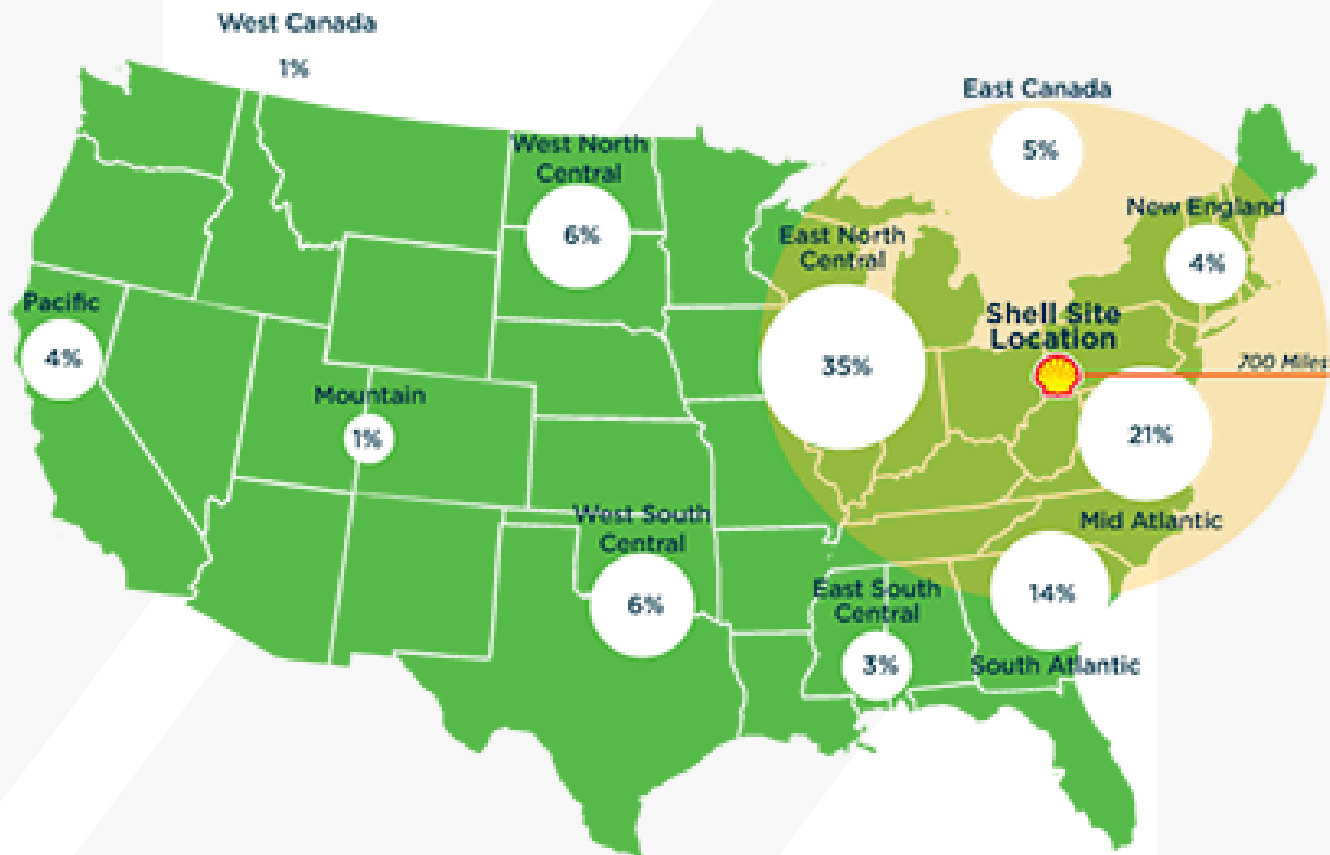 West Canada
1%
East Canada
5%
West North
Central
6%
New England
4%
East North
Central
35%
Pacific
4%
Shell Site
Location
700 Miles
Mountain
1%
21%
Mid Atlantic
West South
Central
6%
East South
Central
3%
14%
South Atlantic